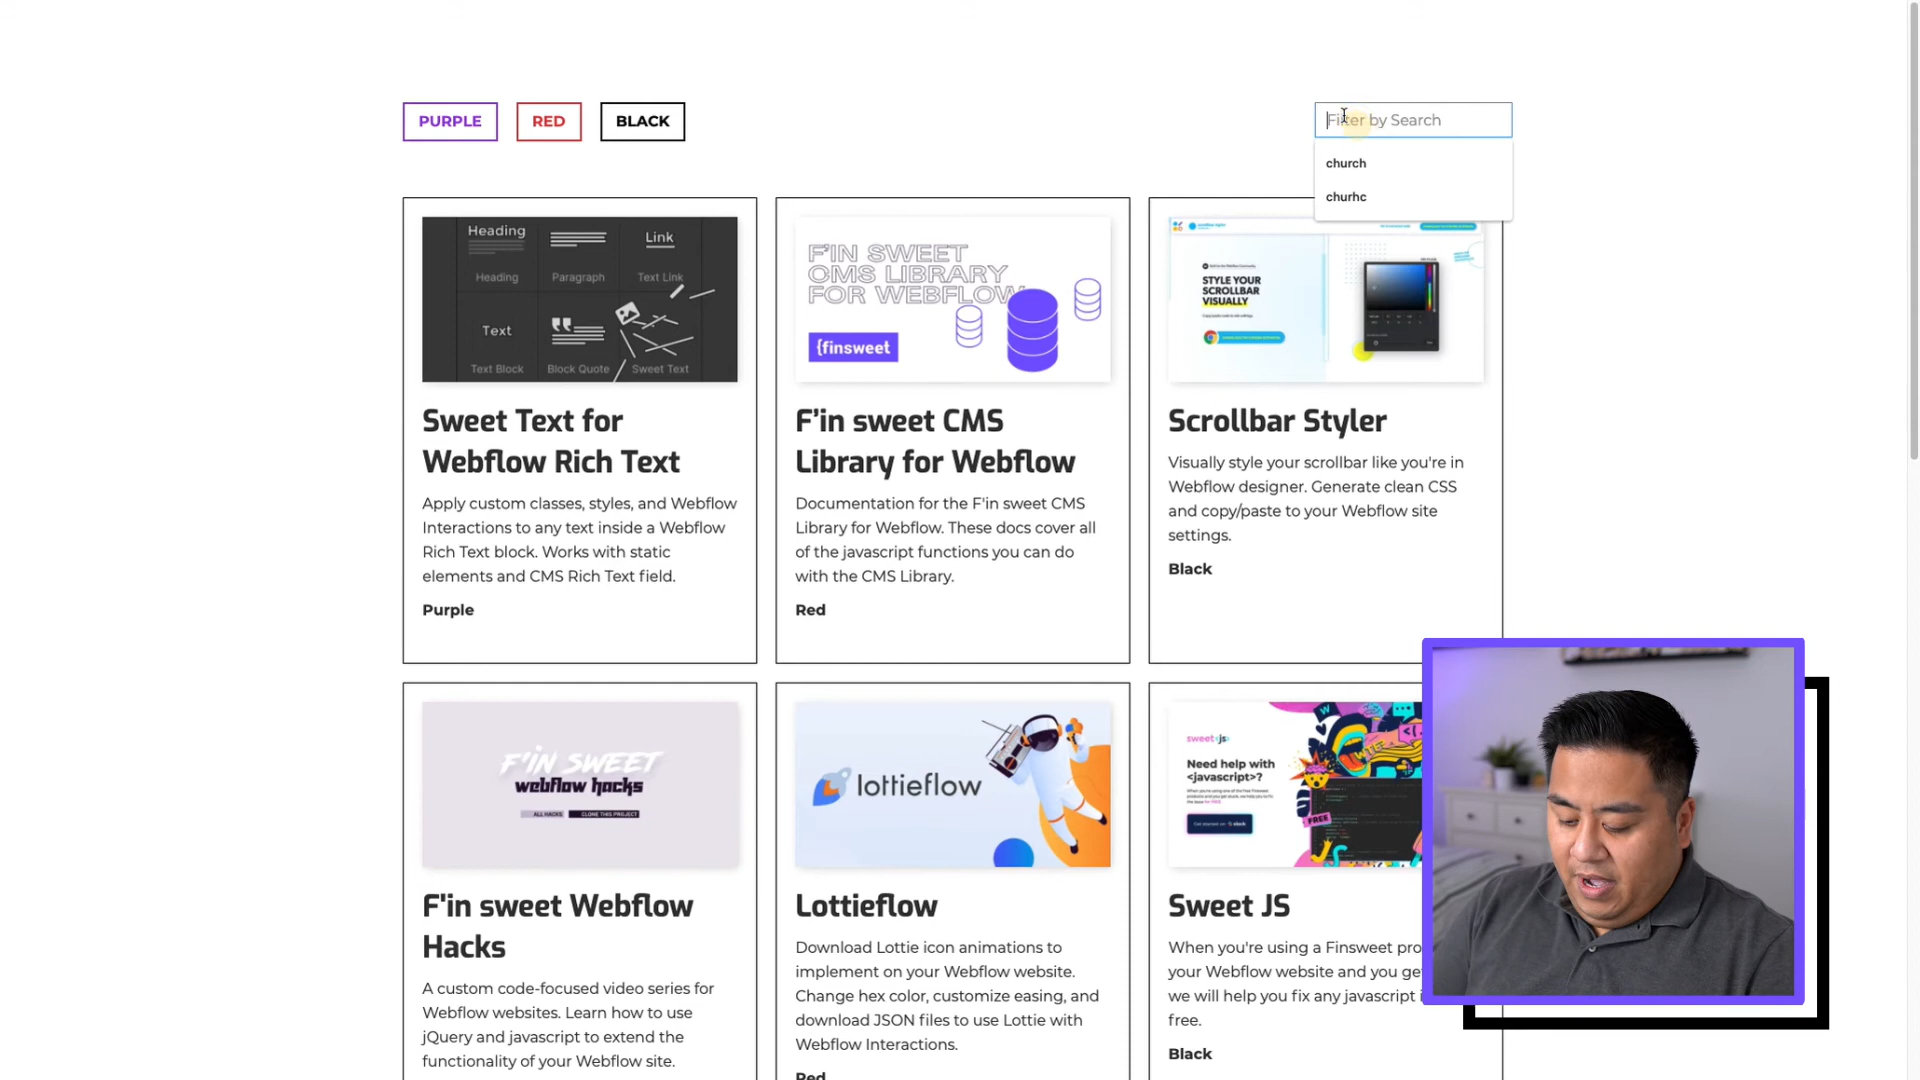 PURPLE RED BLACK
Filter by Search
church
churhc
Heading
Link
Heading Paragraph Text Link
Text
Text Block Block Quote Sweet Text
F'IN SWEET
CMS LIBRARY
FOR WEBFLOW
{finsweet
STYLE YOUR
SCROLLBAR
VISUALLY
Sweet Text for
Webflow Rich Text
Apply custom classes, styles, and Webflow
Interactions to any text inside a Webflow
Rich Text block. Works with static
elements and CMS Rich Text field.
Purple
F’in sweet CMS
Library for Webflow
Documentation for the F'in sweet CMS
Library for Webflow. These docs cover all
of the javascript functions you can do
with the CMS Library.
Red
Scrollbar Styler
Visually style your scrollbar like you're in
Webflow designer. Generate clean CSS
and copy/paste to your Webflow site
settings.
Black
F'IN SWEET
webflow hacks
ALL HACKS CLONE THIS PROJECT
lottieflow
sweet js
Need help with
<javascript>?
FREE
F'in sweet Webflow
Hacks
A custom code-focused video series for
Webflow websites. Learn how to use
jQuery and javascript to extend the
functionality of your Webflow site.
Lottieflow
Download Lottie icon animations to
implement on your Webflow website.
Change hex color, customize easing, and
download JSON files to use Lottie with
Webflow Interactions.
Red
Sweet JS
When you're using a Finsweet pro
your Webflow website and you ge
we will help you fix any javascript i
free.
Black